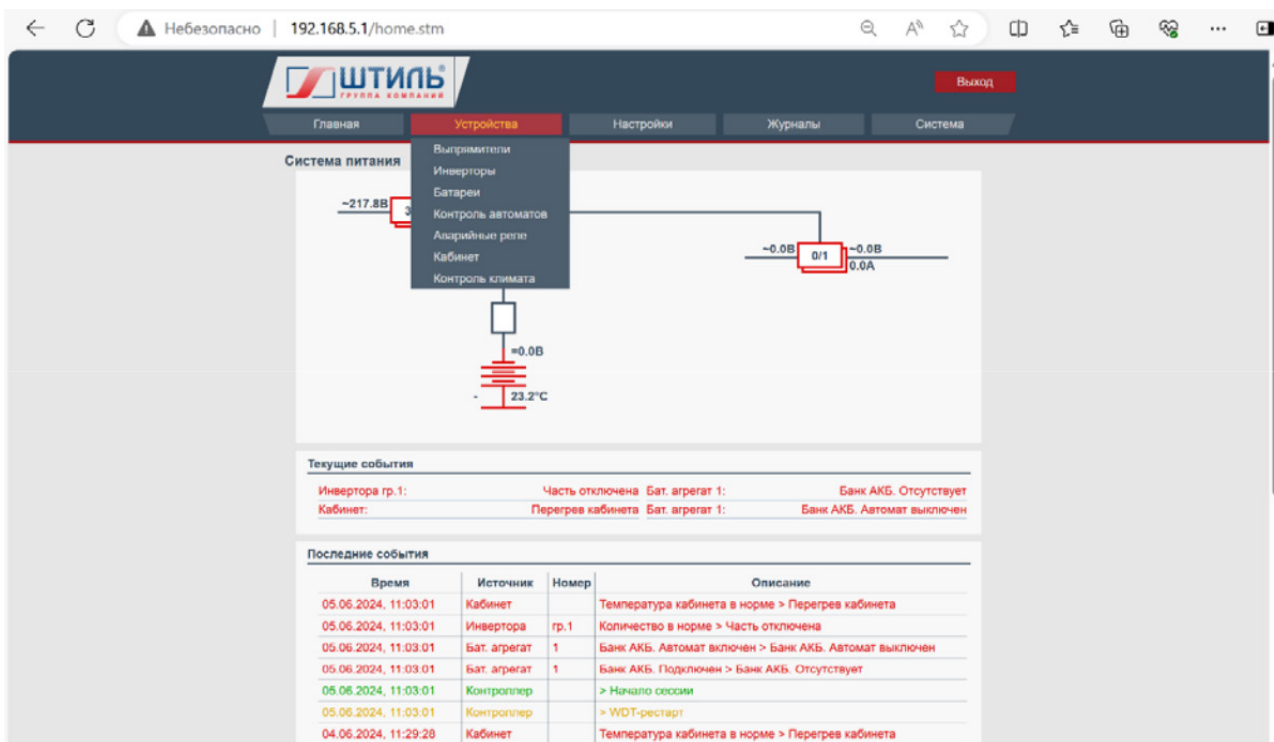 Небезопасно | 192.168.5.1/home.stm
ШТИЛЬ®
ГРУППА КОМПАНИЙ
Выход
Главная Устройства Настройки Журналы Система
Система питания
Выпрямители
Инверторы
Батареи
Контроль автоматов
Аварийные реле
Кабинет
Контроль климата
~217.8В 3
~0.0В 0/1 ~0.0В
0.0А
=0.0В
- 23.2°C
Текущие события
Инвертора гр.1: Часть отключена Бат. агрегат 1: Банк АКБ. Отсутствует
Кабинет: Перегрев кабинета Бат. агрегат 1: Банк АКБ. Автомат выключен
Последние события
Время Источник Номер Описание
05.06.2024, 11:03:01 Кабинет Температура кабинета в норме > Перегрев кабинета
05.06.2024, 11:03:01 Инвертора гр.1 Количество в норме > Часть отключена
05.06.2024, 11:03:01 Бат. агрегат 1 Банк АКБ. Автомат включен > Банк АКБ. Автомат выключен
05.06.2024, 11:03:01 Бат. агрегат 1 Банк АКБ. Подключен > Банк АКБ. Отсутствует
05.06.2024, 11:03:01 Контроллер > Начало сессии
05.06.2024, 11:03:01 Контроллер > WDT-рестарт
04.06.2024, 11:29:28 Кабинет Температура кабинета в норме > Перегрев кабинета